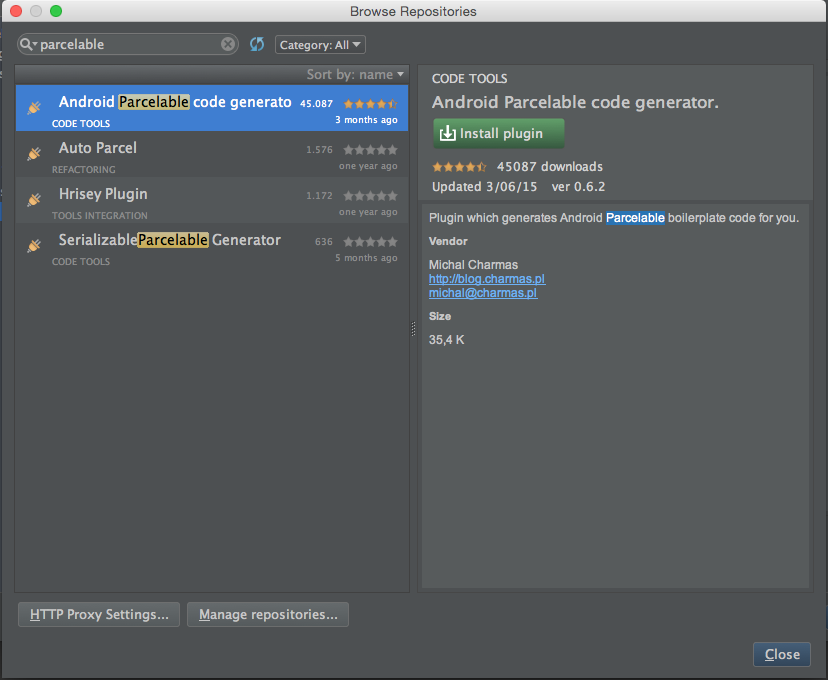 Browse Repositories
parcelable
Category: All
Sort by: name
Android Parcelable code generato 45.087
CODE TOOLS 3 months ago
Auto Parcel 1.576
REFACTORING one year ago
Hrisey Plugin 1.172
TOOLS INTEGRATION one year ago
SerializableParcelable Generator 636
CODE TOOLS 5 months ago
CODE TOOLS
Android Parcelable code generator.
Install plugin
45087 downloads
Updated 3/06/15 ver 0.6.2
Plugin which generates Android Parcelable boilerplate code for you.
Vendor
Michal Charmas
http://blog.charmas.pl
michal@charmas.pl
Size
35,4 K
HTTP Proxy Settings...
Manage repositories...
Close